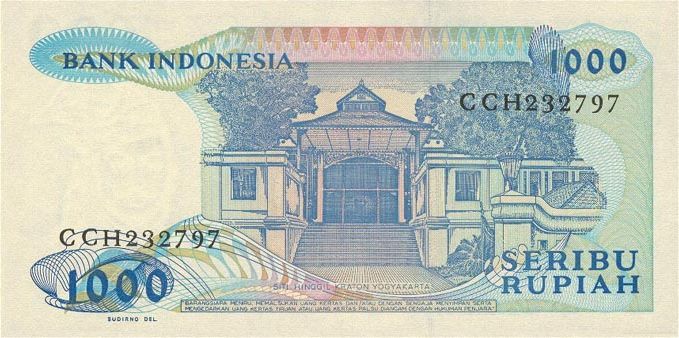 BANK INDONESIA
1000
CCH232797
CCH232797
SITI HINGGIL KRATON YOGYAKARTA
SERIBU
RUPIAH
1000
"BARANGSIAPA MENIRU, MEMALSUKAN UANG KERTAS DAN/ATAU DENGAN SENGAJA MENYIMPAN SERTA
MENGEDARKAN UANG KERTAS TIRUAN ATAU UANG KERTAS PALSU DIANCAM DENGAN HUKUMAN PENJARA"
SUDIRNO DEL.